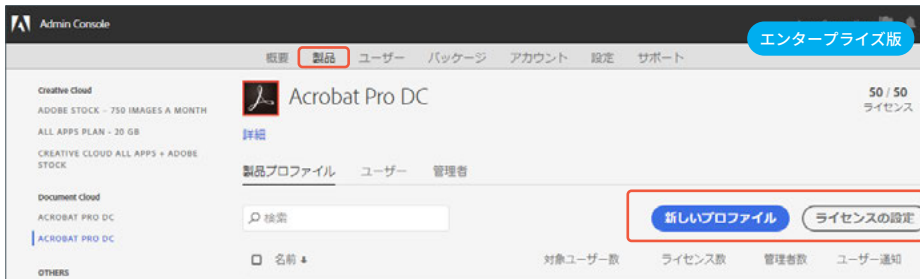 Admin Console
エンタープライズ版
概要 製品 ユーザー パッケージ アカウント 設定 サポート
Creative Cloud
ADOBE STOCK - 750 IMAGES A MONTH
ALL APPS PLAN - 20 GB
CREATIVE CLOUD ALL APPS + ADOBE
STOCK
Document Cloud
ACROBAT PRO DC
ACROBAT PRO DC
OTHERS
Acrobat Pro DC
50 / 50
ライセンス
詳細
製品プロファイル ユーザー 管理者
検索
新しいプロファイル ライセンスの設定
名前 対象ユーザー数 ライセンス数 管理者数 ユーザー通知